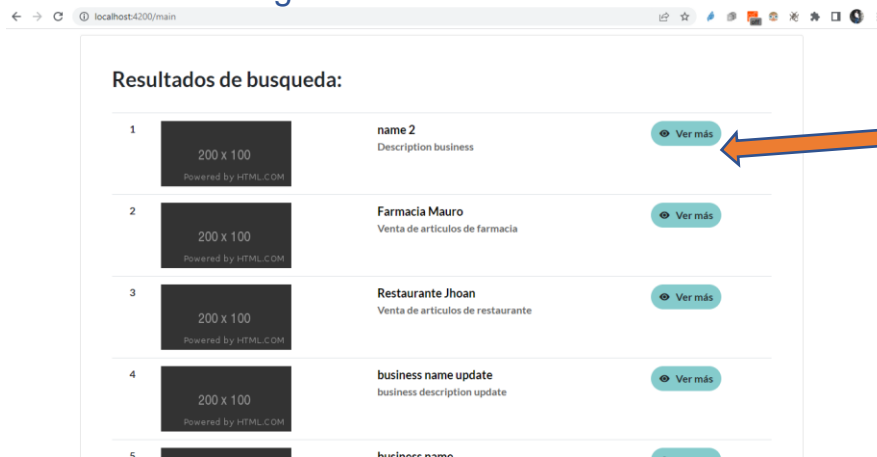 localhost:4200/main
Resultados de busqueda:
1
200 x 100
Powered by HTML.COM
name 2
Description business
Ver más
2
200 x 100
Powered by HTML.COM
Farmacia Mauro
Venta de articulos de farmacia
Ver más
3
200 x 100
Powered by HTML.COM
Restaurante Jhoan
Venta de articulos de restaurante
Ver más
4
200 x 100
Powered by HTML.COM
business name update
business description update
Ver más
5
business name